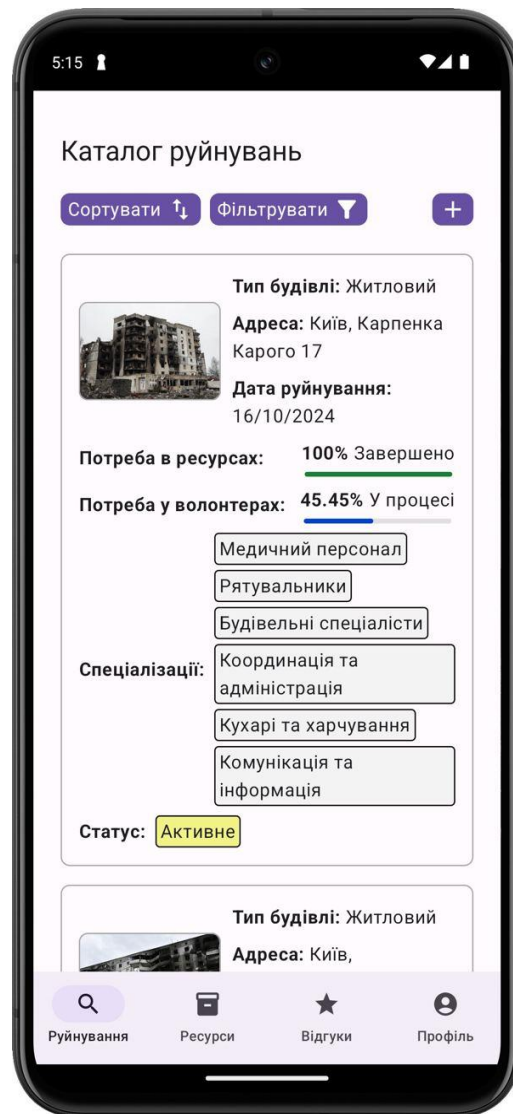 5:15
Каталог руйнувань
Сортувати
Фільтрувати
+
Тип будівлі: Житловий
Адреса: Київ, Карпенка
Карого 17
Дата руйнування:
16/10/2024
Потреба в ресурсах: 100% Завершено
Потреба у волонтерах: 45.45% У процесі
Медичний персонал
Рятувальники
Будівельні спеціалісти
Спеціалізації:
Координація та
адміністрація
Кухарі та харчування
Комунікація та
інформація
Статус: Активне
Тип будівлі: Житловий
Адреса: Київ,
Руйнування
Ресурси
Відгуки
Профіль